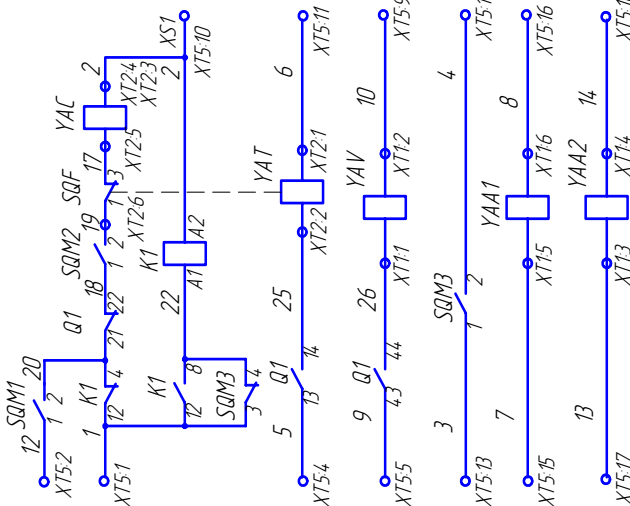 SQM1
12
1
2
20
XT5:2
1
XT5:1
K1
12
4
Q1
21
22
18
SQM2
1
2
19
XT2:6
SQF
1
3
17
XT2:5
YAC
2
XT2:4
XT2:3
K1
12
8
22
K1
A1
A2
2
XS1
XT5:10
SQM3
3
4
XT5:4
5
Q1
13
14
25
XT2:2
YAT
XT2:1
6
XT5:11
XT5:5
9
Q1
43
44
26
XT1:1
YAV
XT1:2
10
XT5:9
XT5:13
3
SQM3
1
2
4
XT5:15
7
XT1:5
YAA1
XT1:6
8
XT5:16
XT5:17
13
XT1:3
YAA2
XT1:4
14